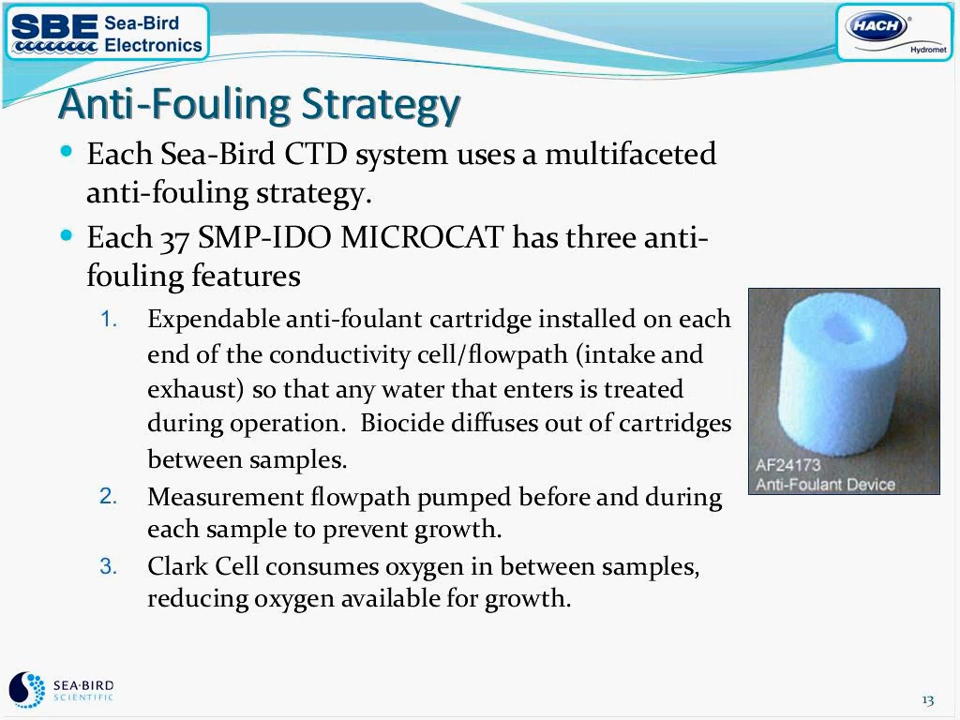 SBE Sea-Bird
Electronics
HACH®
Hydromet
Anti-Fouling Strategy
• Each Sea-Bird CTD system uses a multifaceted
anti-fouling strategy.
• Each 37 SMP-IDO MICROCAT has three anti-
fouling features
1. Expendable anti-foulant cartridge installed on each
end of the conductivity cell/flowpath (intake and
exhaust) so that any water that enters is treated
during operation.  Biocide diffuses out of cartridges
between samples.
2. Measurement flowpath pumped before and during
each sample to prevent growth.
3. Clark Cell consumes oxygen in between samples,
reducing oxygen available for growth.
AF24173
Anti-Foulant Device
SEA·BIRD
SCIENTIFIC
13